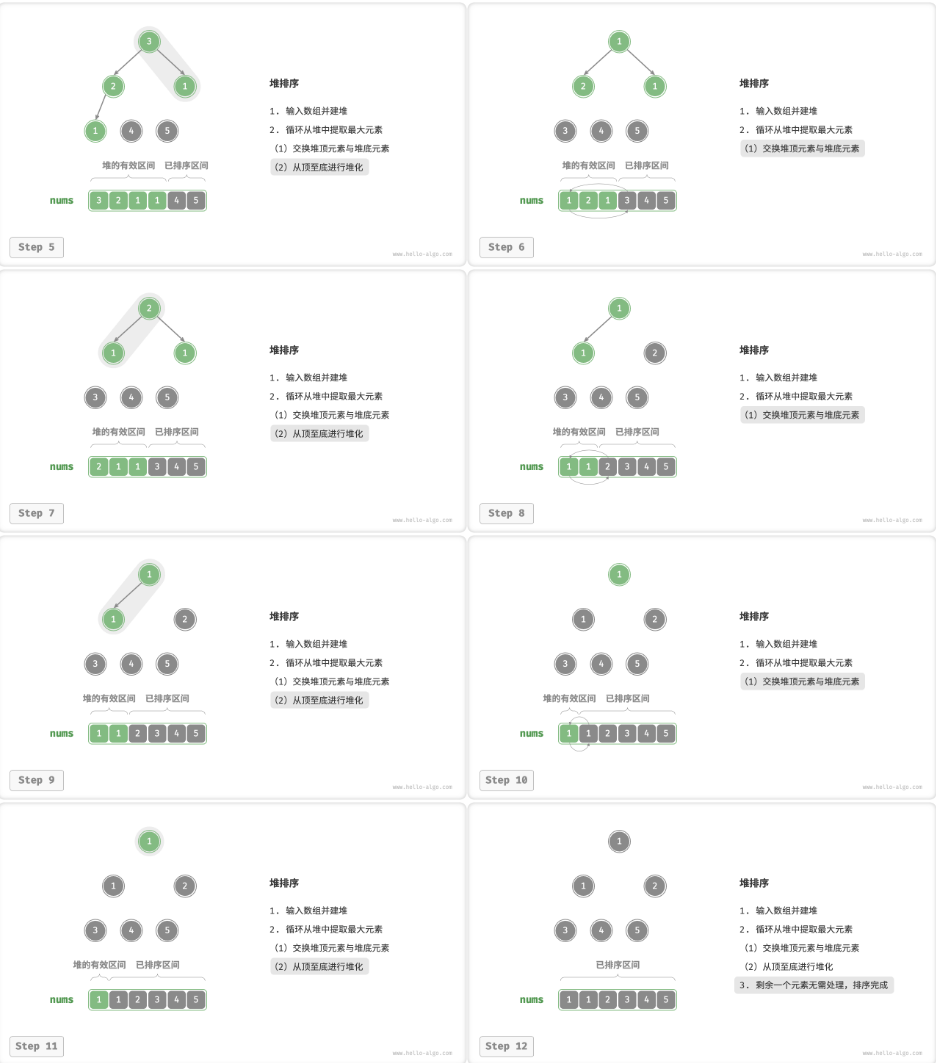 3
2 1
1 4 5
堆的有效区间 已排序区间
nums 3 2 1 1 4 5
堆排序
1. 输入数组并建堆
2. 循环从堆中提取最大元素
（1）交换堆顶元素与堆底元素
（2）从顶至底进行堆化
Step 5
www.hello-algo.com
1
2 1
3 4 5
堆的有效区间 已排序区间
nums 1 2 1 3 4 5
堆排序
1. 输入数组并建堆
2. 循环从堆中提取最大元素
（1）交换堆顶元素与堆底元素
Step 6
www.hello-algo.com
2
1 1
3 4 5
堆的有效区间 已排序区间
nums 2 1 1 3 4 5
堆排序
1. 输入数组并建堆
2. 循环从堆中提取最大元素
（1）交换堆顶元素与堆底元素
（2）从顶至底进行堆化
Step 7
www.hello-algo.com
1
1 2
3 4 5
堆的有效区间 已排序区间
nums 1 1 2 3 4 5
堆排序
1. 输入数组并建堆
2. 循环从堆中提取最大元素
（1）交换堆顶元素与堆底元素
Step 8
www.hello-algo.com
1
1 2
3 4 5
堆的有效区间 已排序区间
nums 1 1 2 3 4 5
堆排序
1. 输入数组并建堆
2. 循环从堆中提取最大元素
（1）交换堆顶元素与堆底元素
（2）从顶至底进行堆化
Step 9
www.hello-algo.com
1
1 2
3 4 5
堆的有效区间 已排序区间
nums 1 1 2 3 4 5
堆排序
1. 输入数组并建堆
2. 循环从堆中提取最大元素
（1）交换堆顶元素与堆底元素
Step 10
www.hello-algo.com
1
1 2
3 4 5
堆的有效区间 已排序区间
nums 1 1 2 3 4 5
堆排序
1. 输入数组并建堆
2. 循环从堆中提取最大元素
（1）交换堆顶元素与堆底元素
（2）从顶至底进行堆化
Step 11
www.hello-algo.com
1
1 2
3 4 5
已排序区间
nums 1 1 2 3 4 5
堆排序
1. 输入数组并建堆
2. 循环从堆中提取最大元素
（1）交换堆顶元素与堆底元素
（2）从顶至底进行堆化
3. 剩余一个元素无需处理，排序完成
Step 12
www.hello-algo.com